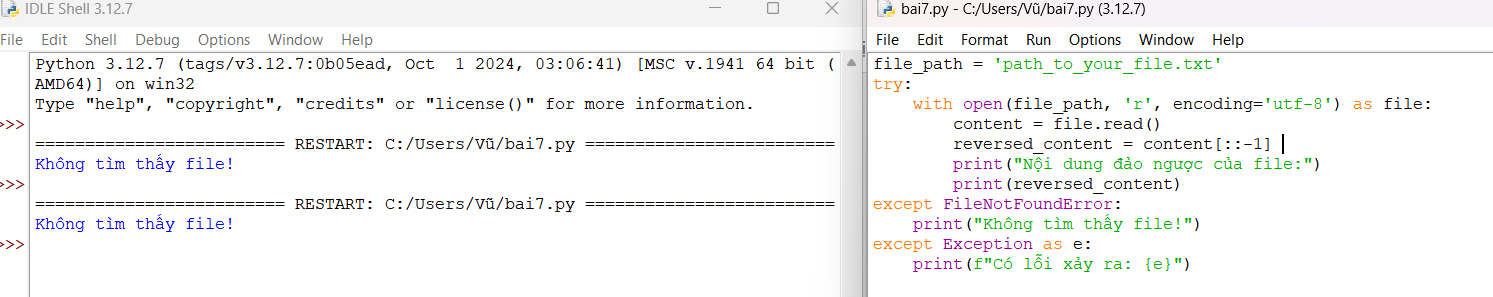 IDLE Shell 3.12.7
File Edit Shell Debug Options Window Help
Python 3.12.7 (tags/v3.12.7:0b05ead, Oct  1 2024, 03:06:41) [MSC v.1941 64 bit (
AMD64)] on win32
Type "help", "copyright", "credits" or "license()" for more information.
>>>
========================= RESTART: C:/Users/Vũ/bai7.py =========================
Không tìm thấy file!
>>>
========================= RESTART: C:/Users/Vũ/bai7.py =========================
Không tìm thấy file!
>>>
bai7.py - C:/Users/Vũ/bai7.py (3.12.7)
File Edit Format Run Options Window Help
file_path = 'path_to_your_file.txt'
try:
    with open(file_path, 'r', encoding='utf-8') as file:
        content = file.read()
        reversed_content = content[::-1]
        print("Nội dung đảo ngược của file:")
        print(reversed_content)
except FileNotFoundError:
    print("Không tìm thấy file!")
except Exception as e:
    print(f"Có lỗi xảy ra: {e}")